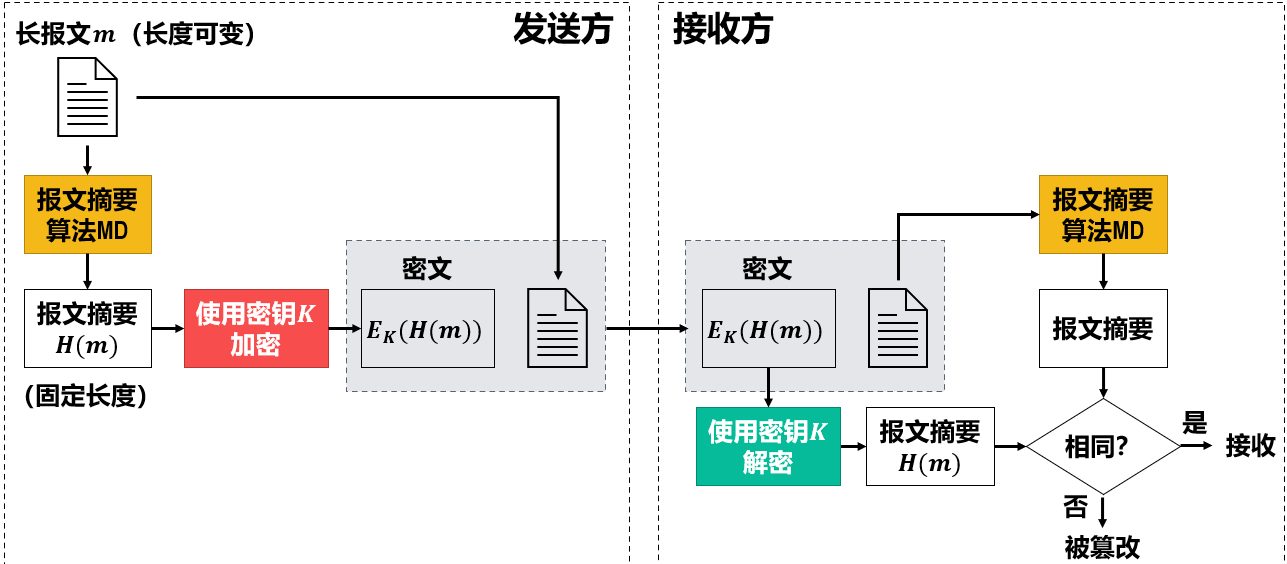 长报文m（长度可变）
发送方
报文摘要
算法MD
报文摘要
H(m)
(固定长度)
使用密钥K
加密
密文
E_K(H(m))
接收方
密文
E_K(H(m))
使用密钥K
解密
报文摘要
H(m)
报文摘要
算法MD
报文摘要
相同？
是
接收
否
被篡改